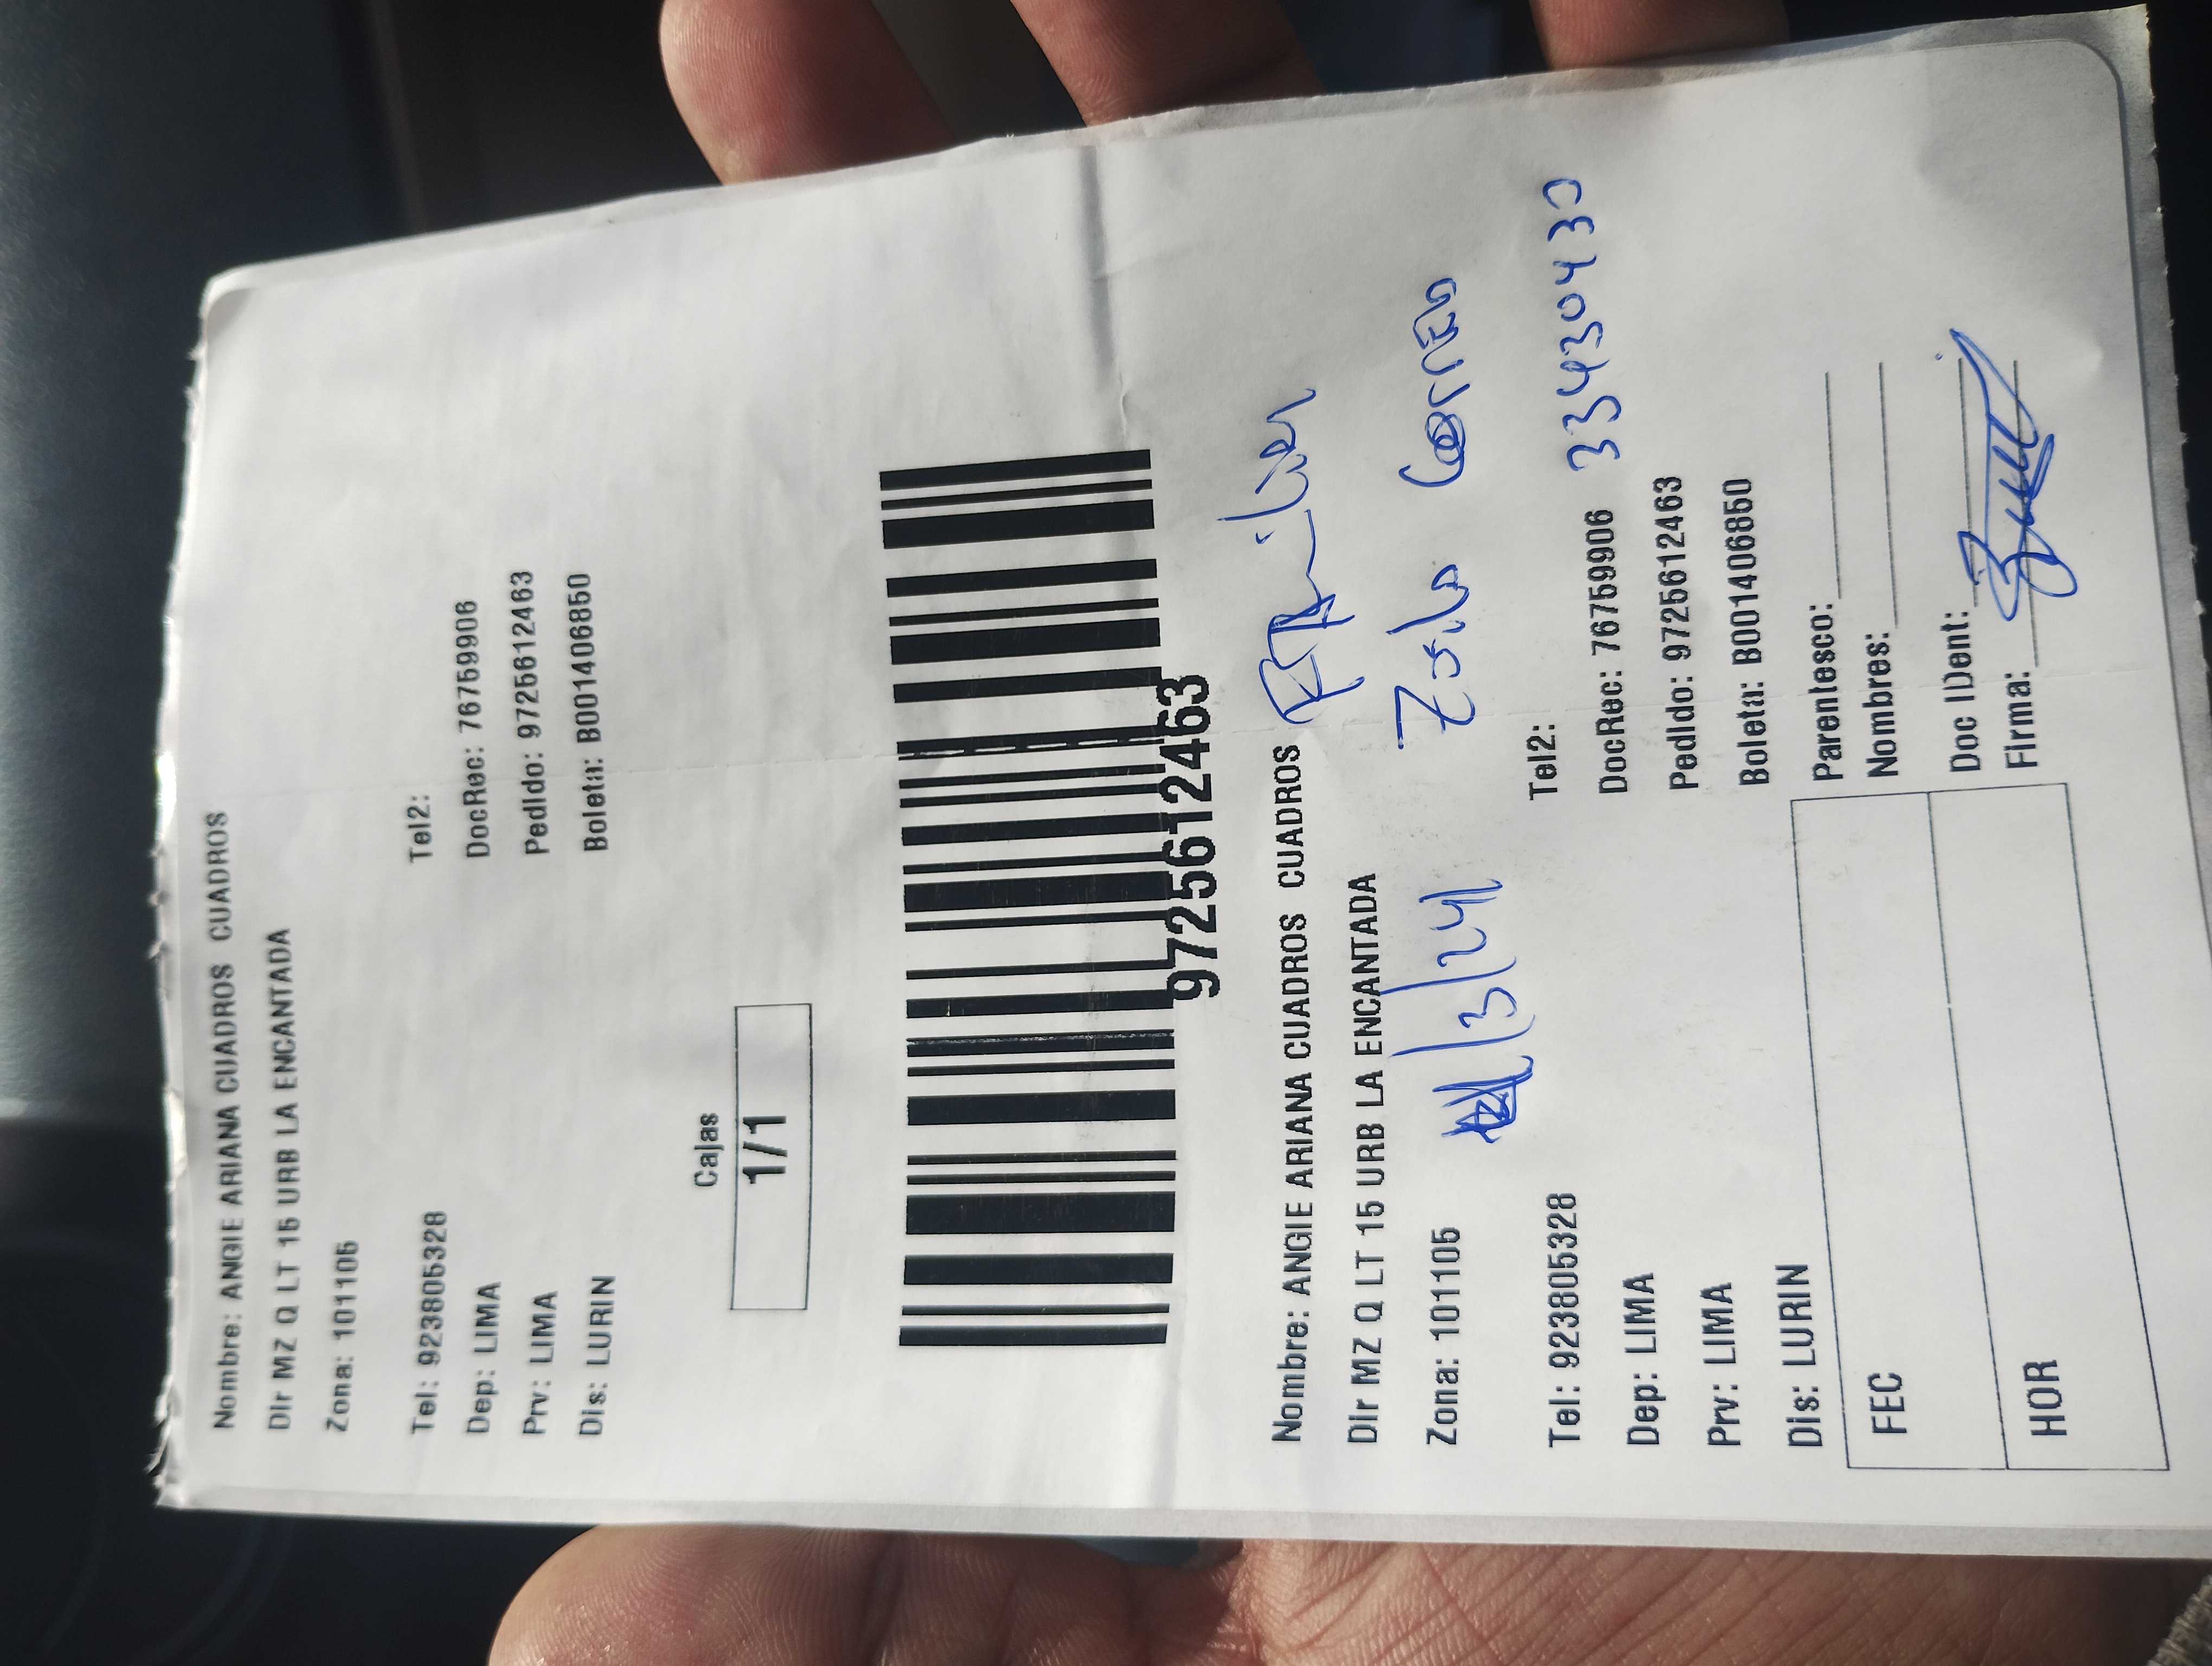 Nombre: ANGIE ARIANA CUADROS CUADROS
Dir MZ Q LT 15 URB LA ENCANTADA
Zona: 101105
Tel: 923805328 Tel2:
Dep: LIMA DocRec: 76759906
Prv: LIMA Pedido: 9725612463
Dis: LURIN Boleta: B001406850
Cajas
1/1
9725612463
Nombre: ANGIE ARIANA CUADROS CUADROS
Dir MZ Q LT 15 URB LA ENCANTADA
Zona: 101105 /3/24
Tel: 923805328 Tel2:
Dep: LIMA DocRec: 76759906 33430430
Prv: LIMA Pedido: 9725612463
Dis: LURIN Boleta: B001406850
FEC
Parentesco:
Nombres:
HOR
Doc IDent:
Firma: